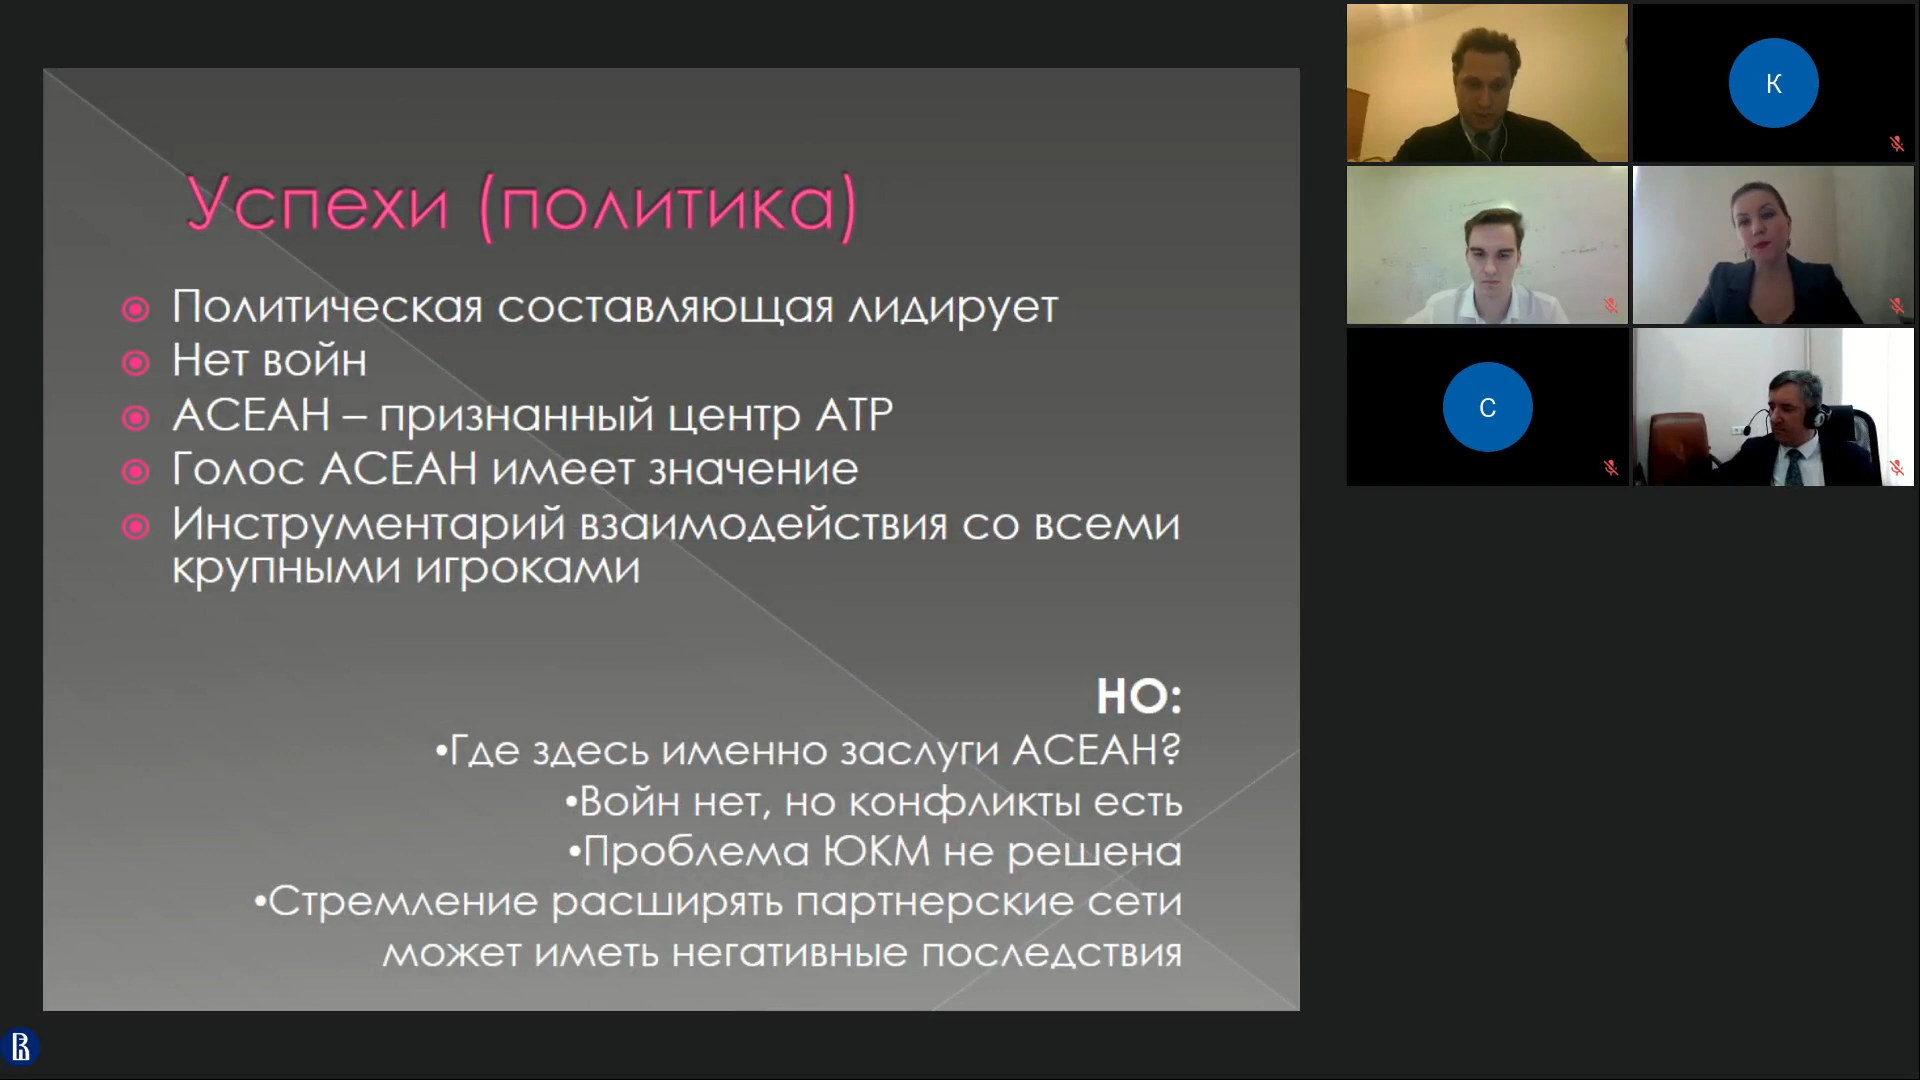 Успехи (политика)
Политическая составляющая лидирует
Нет войн
АСЕАН – признанный центр АТР
Голос АСЕАН имеет значение
Инструментарий взаимодействия со всеми
крупными игроками
НО:
•Где здесь именно заслуги АСЕАН?
•Войн нет, но конфликты есть
•Проблема ЮКМ не решена
•Стремление расширять партнерские сети
может иметь негативные последствия
К
С